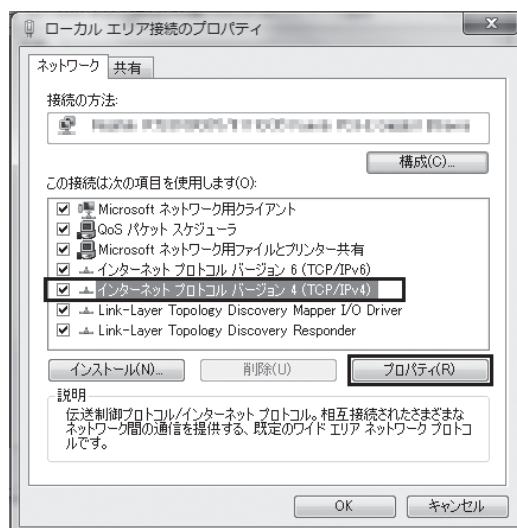 ローカル エリア接続のプロパティ
ネットワーク 共有
接続の方法:
構成(C)...
この接続は次の項目を使用します(O):
Microsoft ネットワーク用クライアント
QoS パケット スケジューラ
Microsoft ネットワーク用ファイルとプリンター共有
インターネット プロトコル バージョン 6 (TCP/IPv6)
インターネット プロトコル バージョン 4 (TCP/IPv4)
Link-Layer Topology Discovery Mapper I/O Driver
Link-Layer Topology Discovery Responder
インストール(N)... 削除(U) プロパティ(R)
説明
伝送制御プロトコル/インターネット プロトコル。相互接続されたさまざまな
ネットワーク間の通信を提供する、既定のワイド エリア ネットワーク プロトコ
ルです。
OK キャンセル